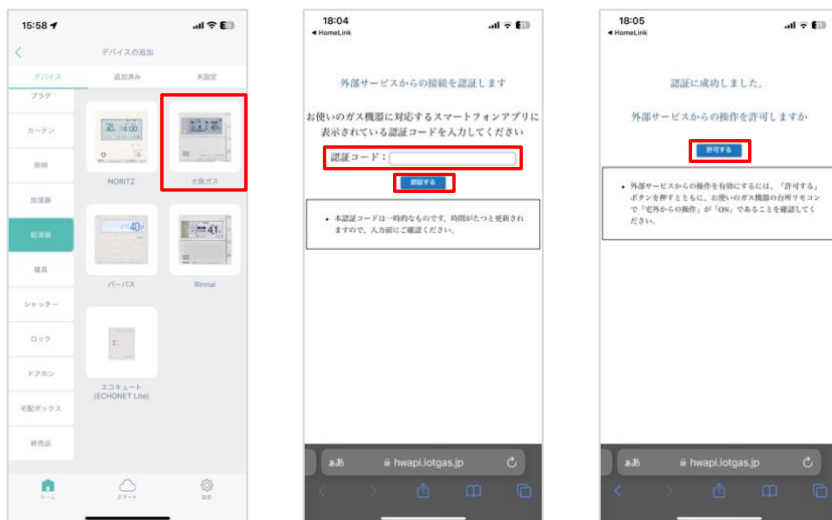 15:58
デバイスの追加
デバイス
追加済み
未設定
プラグ
カーテン
照明
加湿器
給湯器
寝具
シャッター
ロック
ドアホン
宅配ボックス
終売品
NORITZ
大阪ガス
パーパス
Rinnai
エコキュート
(ECHONET Lite)
ホーム
スマート
設定
18:04
HomeLink
外部サービスからの接続を認証します
お使いのガス機器に対応するスマートフォンアプリに
表示されている認証コードを入力してください
認証コード：
認証する
• 本認証コードは一時的なものです。時間がたつと更新され
ますので、入力前にご確認ください。
ぁあ
hwapi.iotgas.jp
18:05
HomeLink
認証に成功しました。
外部サービスからの操作を許可しますか
許可する
• 外部サービスからの操作を有効にするには、「許可する」
ボタンを押すとともに、お使いのガス機器の台所リモコン
で「宅外からの操作」が「ON」であることを確認してく
ださい。
ぁあ
hwapi.iotgas.jp